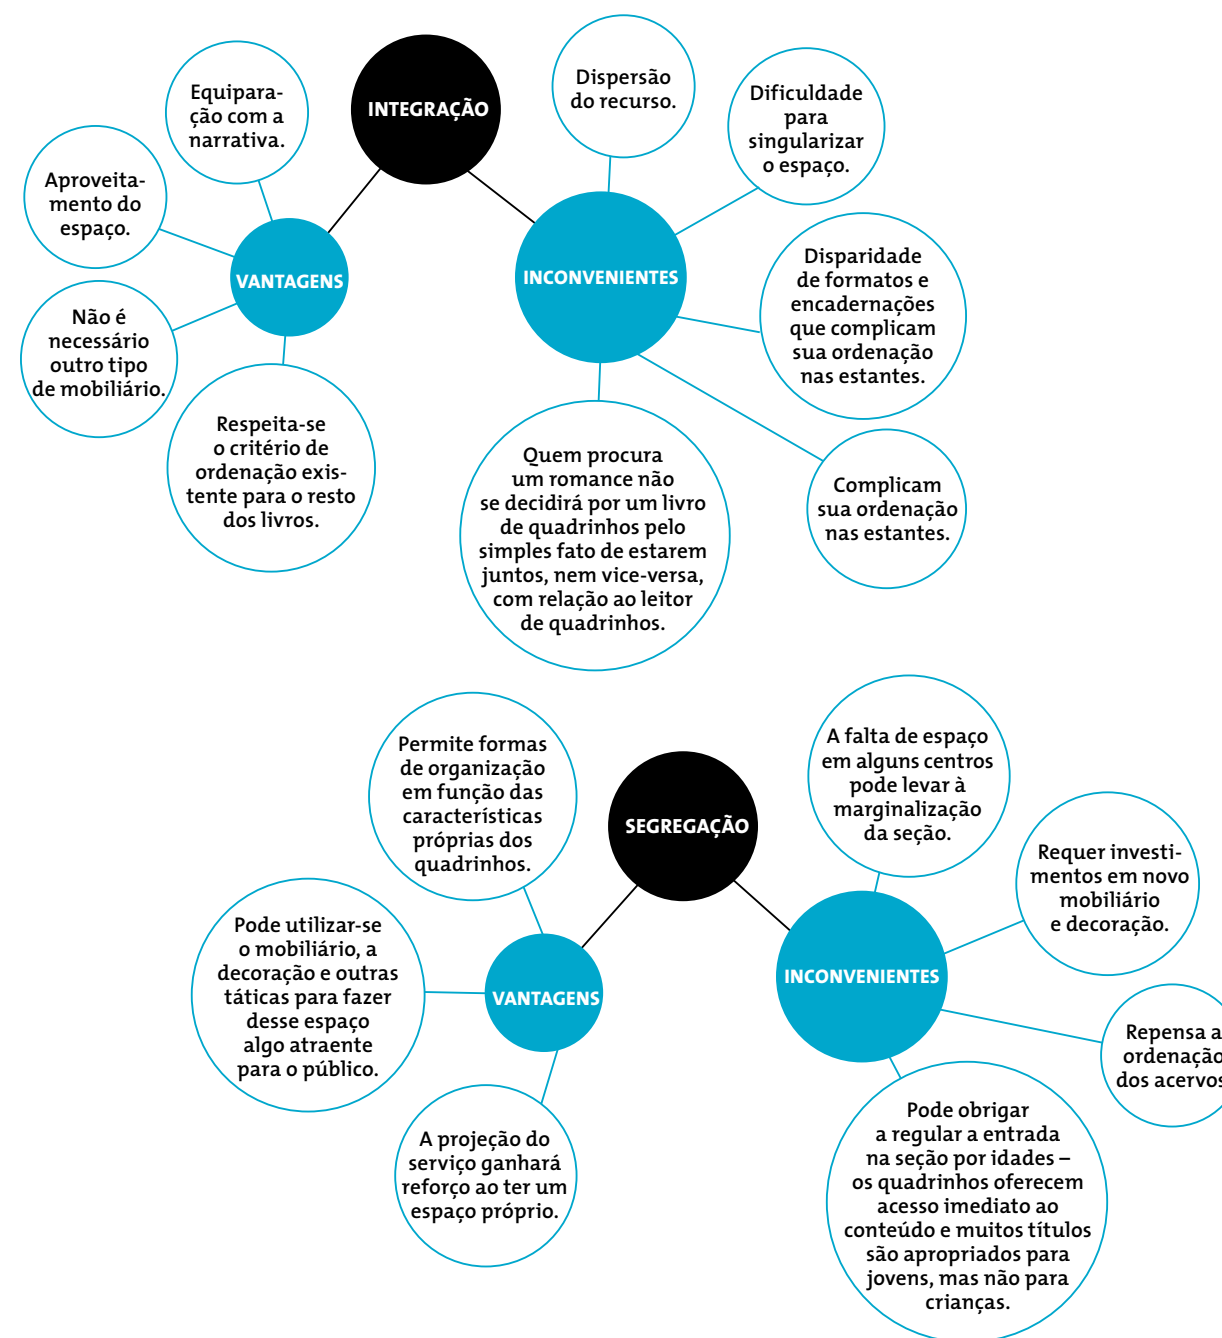 INTEGRAÇÃO
VANTAGENS
Equipara-
ção com a
narrativa.
Aproveita-
mento do
espaço.
Não é
necessário
outro tipo
de mobiliário.
Respeita-se
o critério de
ordenação exis-
tente para o resto
dos livros.
INCONVENIENTES
Dispersão
do recurso.
Dificuldade
para
singularizar
o espaço.
Disparidade
de formatos e
encadernações
que complicam
sua ordenação
nas estantes.
Complicam
sua ordenação
nas estantes.
Quem procura
um romance não
se decidirá por um livro
de quadrinhos pelo
simples fato de estarem
juntos, nem vice-versa,
com relação ao leitor
de quadrinhos.
SEGREGAÇÃO
VANTAGENS
Permite formas
de organização
em função das
características
próprias dos
quadrinhos.
Pode utilizar-se
o mobiliário, a
decoração e outras
táticas para fazer
desse espaço
algo atraente
para o público.
A projeção do
serviço ganhará
reforço ao ter um
espaço próprio.
INCONVENIENTES
A falta de espaço
em alguns centros
pode levar à
marginalização
da seção.
Requer investi-
mentos em novo
mobiliário
e decoração.
Repensa a
ordenação
dos acervos
Pode obrigar
a regular a entrada
na seção por idades –
os quadrinhos oferecem
acesso imediato ao
conteúdo e muitos títulos
são apropriados para
jovens, mas não para
crianças.